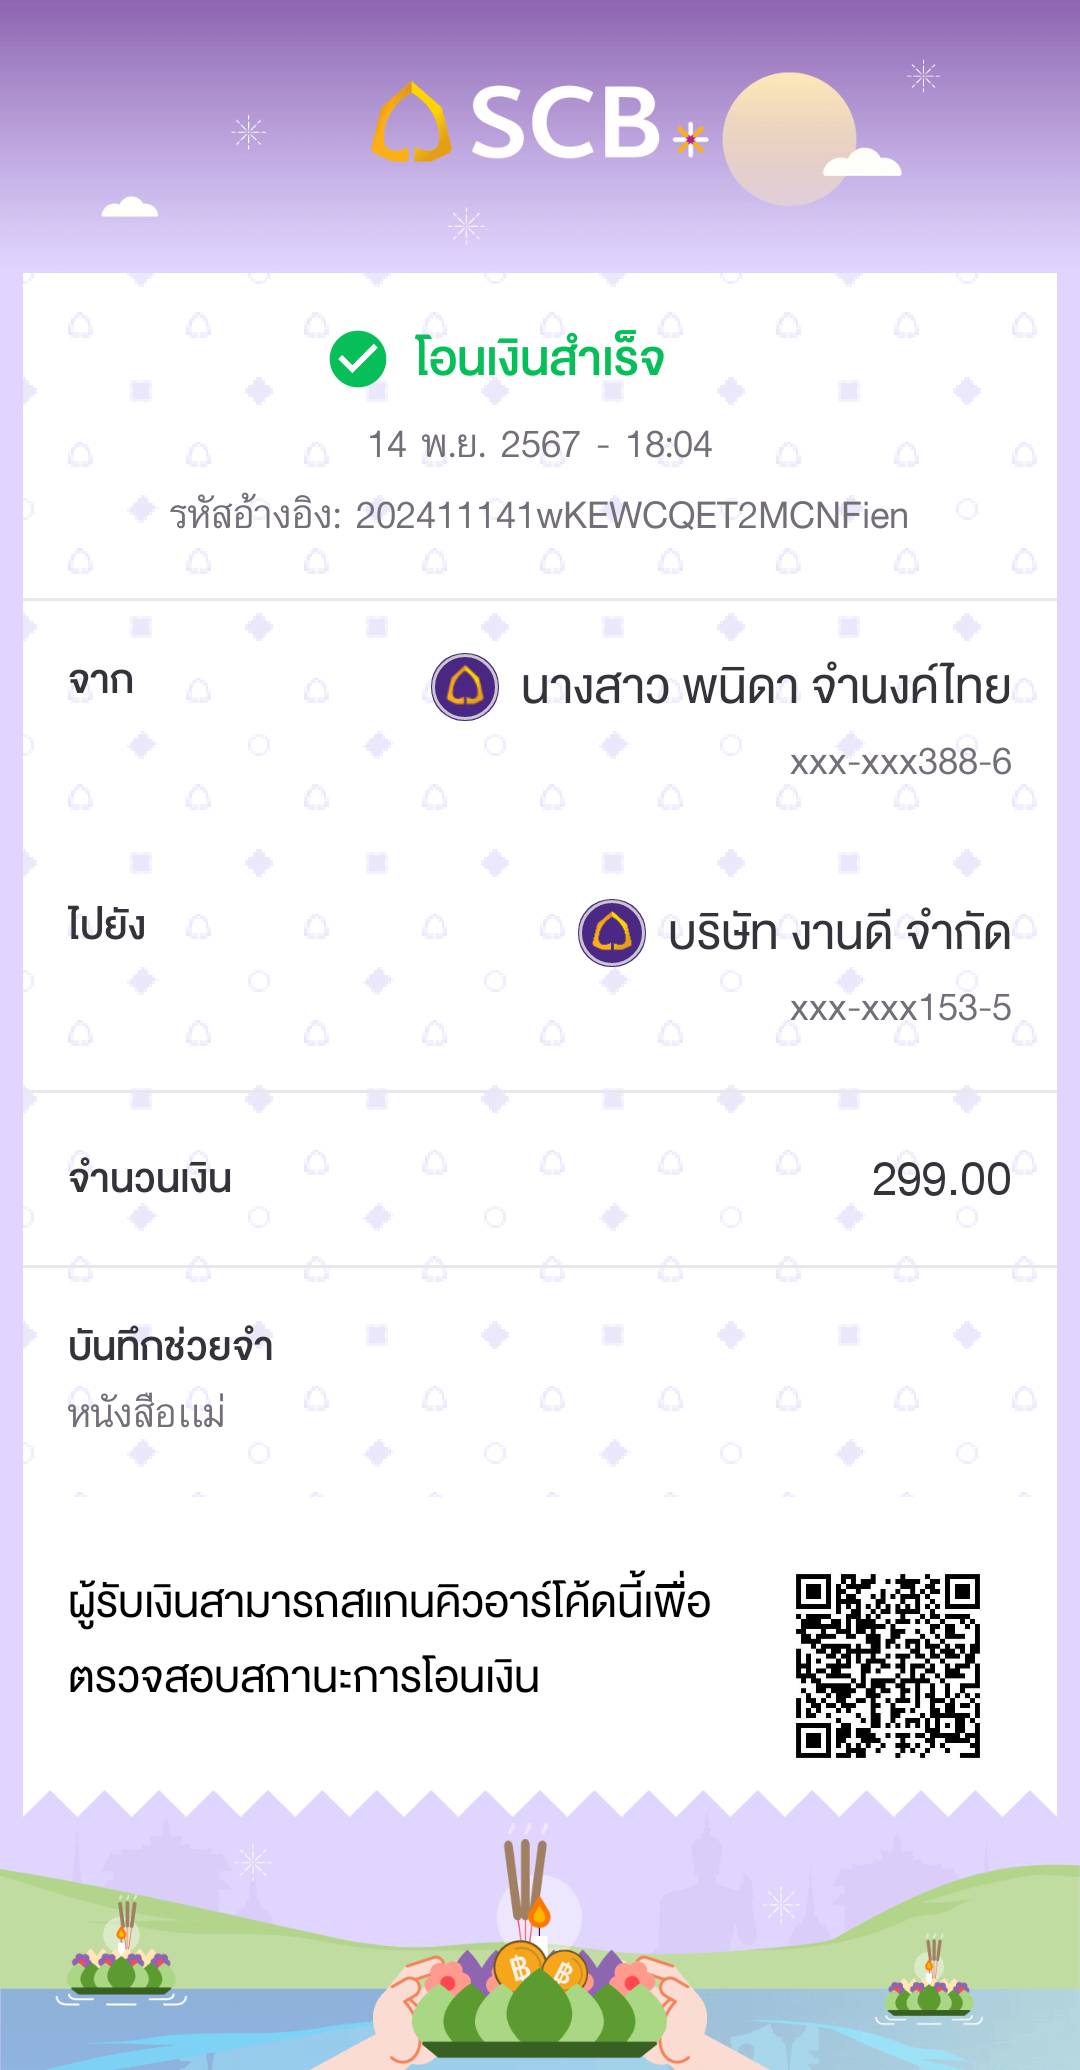 SCB
โอนเงินสำเร็จ
14 พ.ย. 2567 - 18:04
รหัสอ้างอิง: 202411141wKEWCQET2MCNFien
จาก
นางสาว พนิดา จำนงค์ไทย
xxx-xxx388-6
ไปยัง
บริษัท งานดี จำกัด
xxx-xxx153-5
จำนวนเงิน
299.00
บันทึกช่วยจำ
หนังสือแม่
ผู้รับเงินสามารถสแกนคิวอาร์โค้ดนี้เพื่อ
ตรวจสอบสถานะการโอนเงิน
฿ ฿